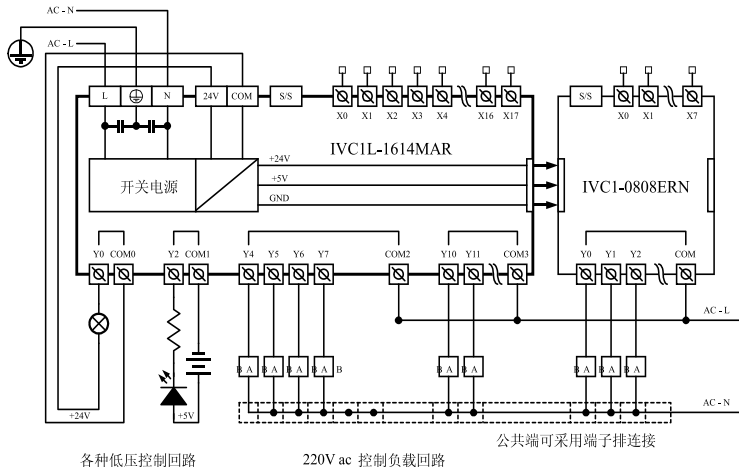 AC - N
AC - L
L
N
24V
COM
S/S
X0
X1
X2
X3
X4
X16
X17
S/S
X0
X1
X7
IVC1L-1614MAR
IVC1-0808ERN
开关电源
+24V
+5V
GND
Y0
COM0
Y2
COM1
Y4
Y5
Y6
Y7
COM2
Y10
Y11
COM3
Y0
Y1
Y2
COM
AC - L
B A
B A
B A
B A
B
B A
B A
B A
B A
B A
+24V
+5V
AC - N
公共端可采用端子排连接
各种低压控制回路
220V ac 控制负载回路